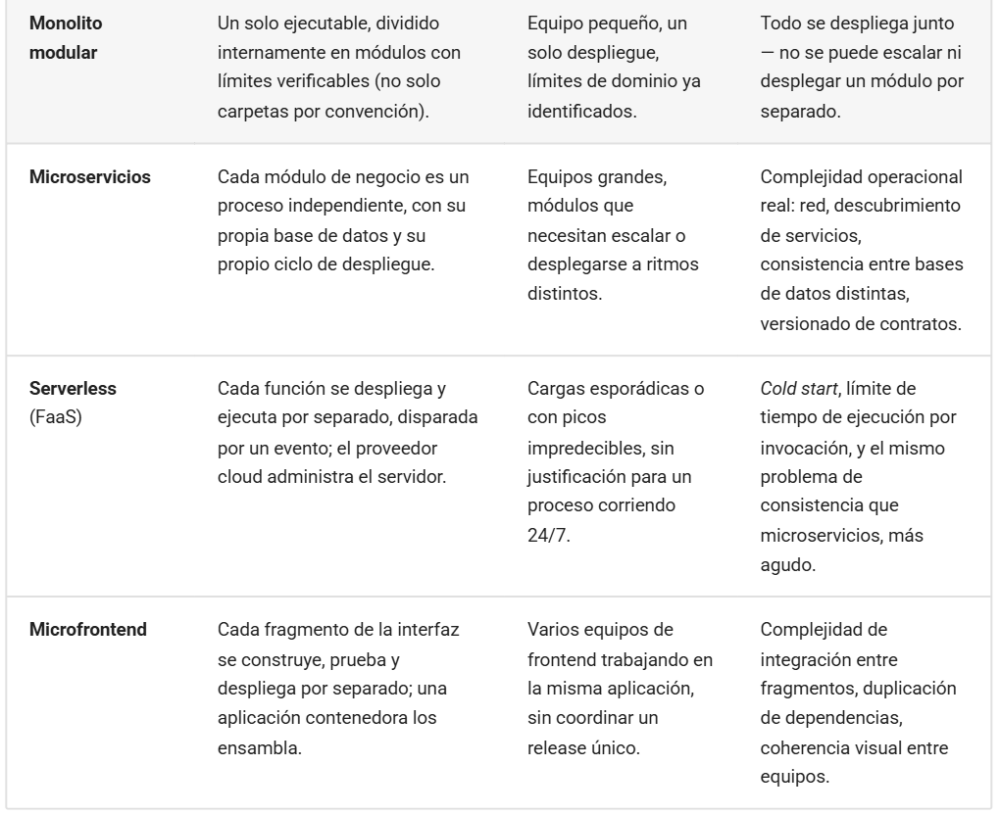 Monolito
modular
Un solo ejecutable, dividido
internamente en módulos con
límites verificables (no solo
carpetas por convención).
Equipo pequeño, un
solo despliegue,
límites de dominio ya
identificados.
Todo se despliega junto
— no se puede escalar ni
desplegar un módulo por
separado.
Microservicios
Cada módulo de negocio es un
proceso independiente, con su
propia base de datos y su
propio ciclo de despliegue.
Equipos grandes,
módulos que
necesitan escalar o
desplegarse a ritmos
distintos.
Complejidad operacional
real: red, descubrimiento
de servicios,
consistencia entre bases
de datos distintas,
versionado de contratos.
Serverless
(FaaS)
Cada función se despliega y
ejecuta por separado, disparada
por un evento; el proveedor
cloud administra el servidor.
Cargas esporádicas o
con picos
impredecibles, sin
justificación para un
proceso corriendo
24/7.
Cold start, límite de
tiempo de ejecución por
invocación, y el mismo
problema de
consistencia que
microservicios, más
agudo.
Microfrontend
Cada fragmento de la interfaz
se construye, prueba y
despliega por separado; una
aplicación contenedora los
ensambla.
Varios equipos de
frontend trabajando en
la misma aplicación,
sin coordinar un
release único.
Complejidad de
integración entre
fragmentos, duplicación
de dependencias,
coherencia visual entre
equipos.